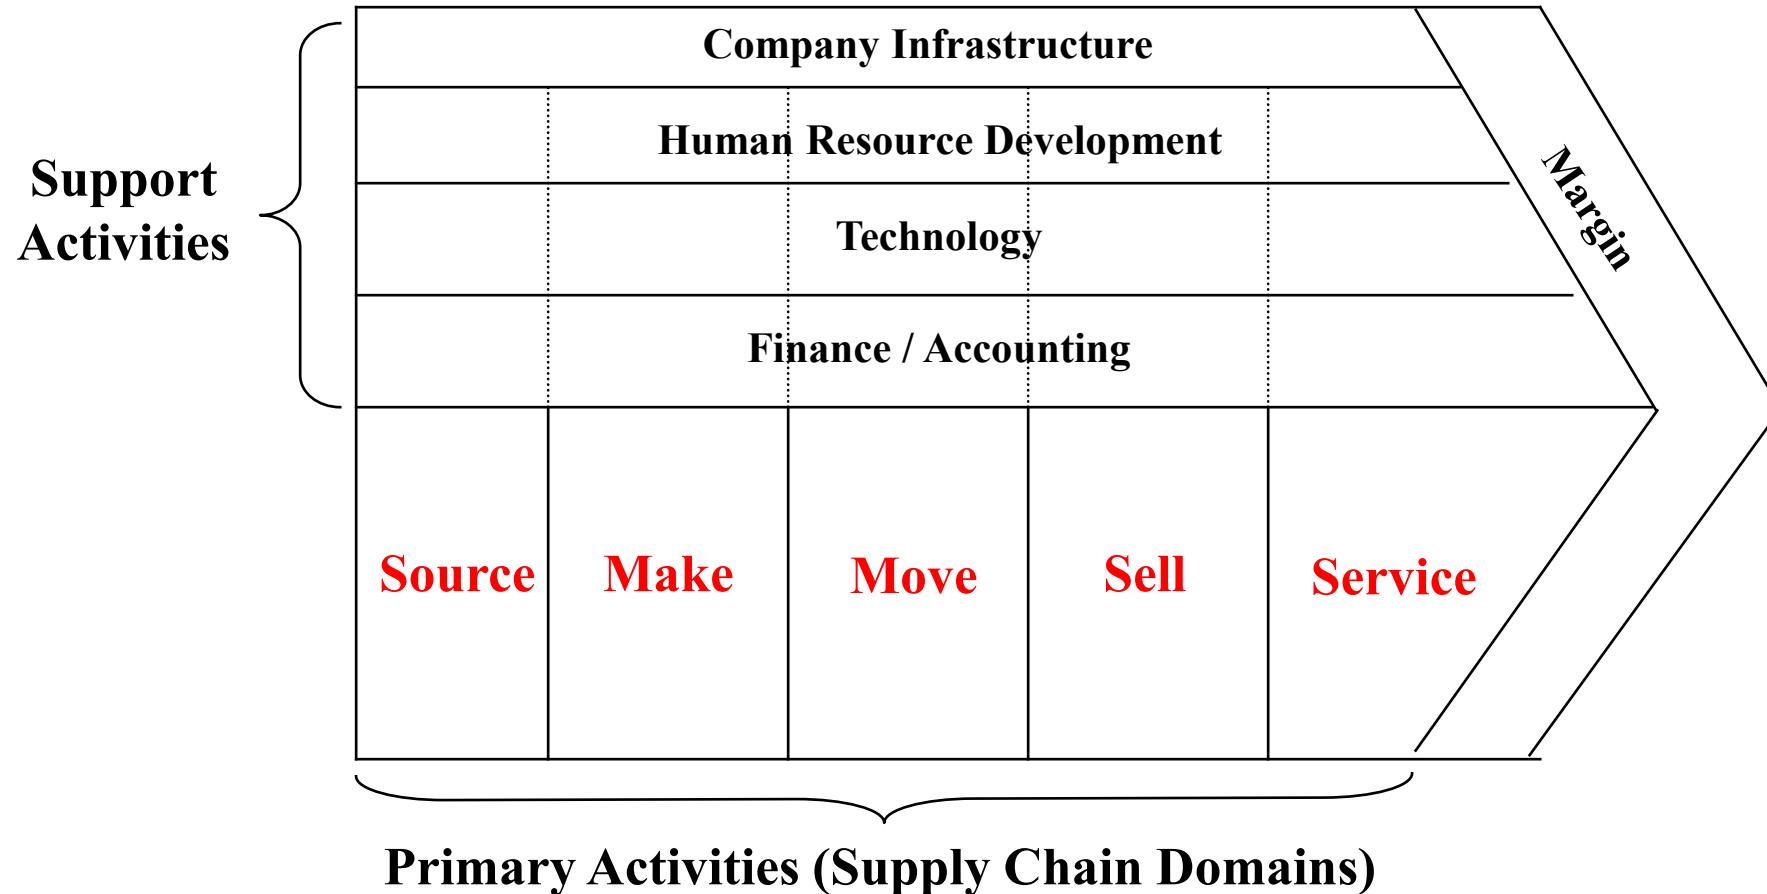 Company Infrastructure
Human Resource Development
Technology
Finance / Accounting
Support
Activities
Margin
Source
Make
Move
Sell
Service
Primary Activities (Supply Chain Domains)